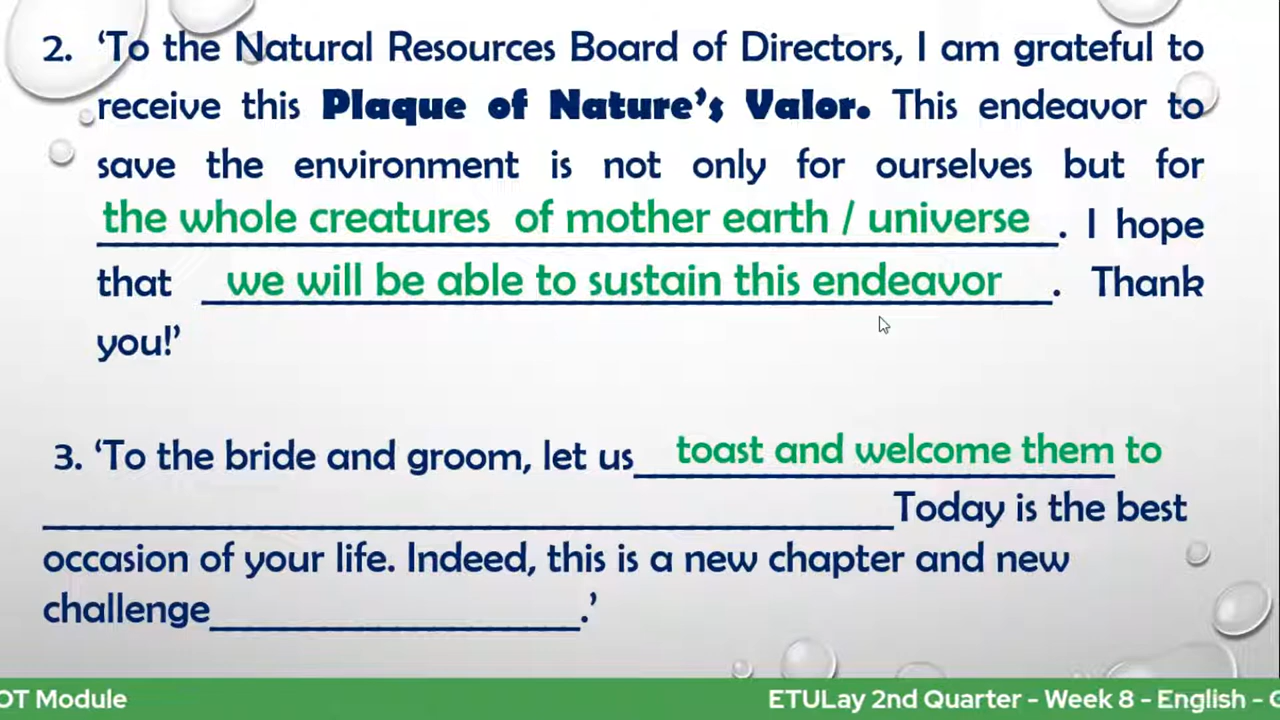 2. ‘To the Natural Resources Board of Directors, I am grateful to
receive this Plaque of Nature’s Valor. This endeavor to
save the environment is not only for ourselves but for
the whole creatures of mother earth / universe. I hope
that we will be able to sustain this endeavor. Thank
you!’
3. ‘To the bride and groom, let us toast and welcome them to
____________________Today is the best
occasion of your life. Indeed, this is a new chapter and new
challenge__________.’
OT Module ETULay 2nd Quarter - Week 8 - English -